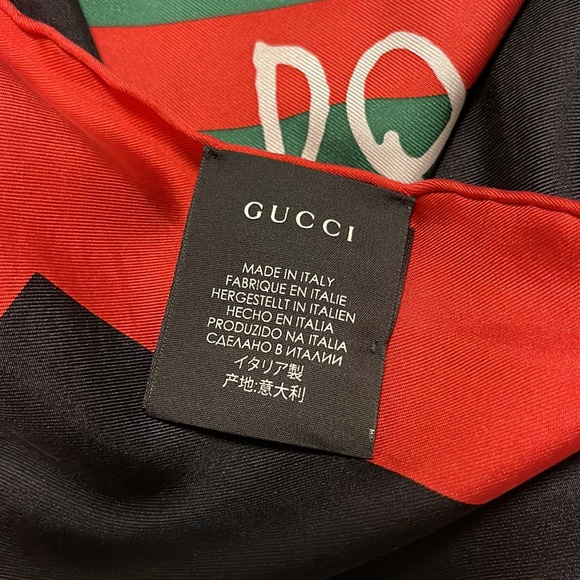 DO
GUCCI
MADE IN ITALY
FABRIQUE EN ITALIE
HERGESTELLT IN ITALIEN
HECHO EN ITALIA
PRODUZIDO NA ITALIA
СДЕЛАНО В ИТАЛИИ
イタリア製
产地:意大利